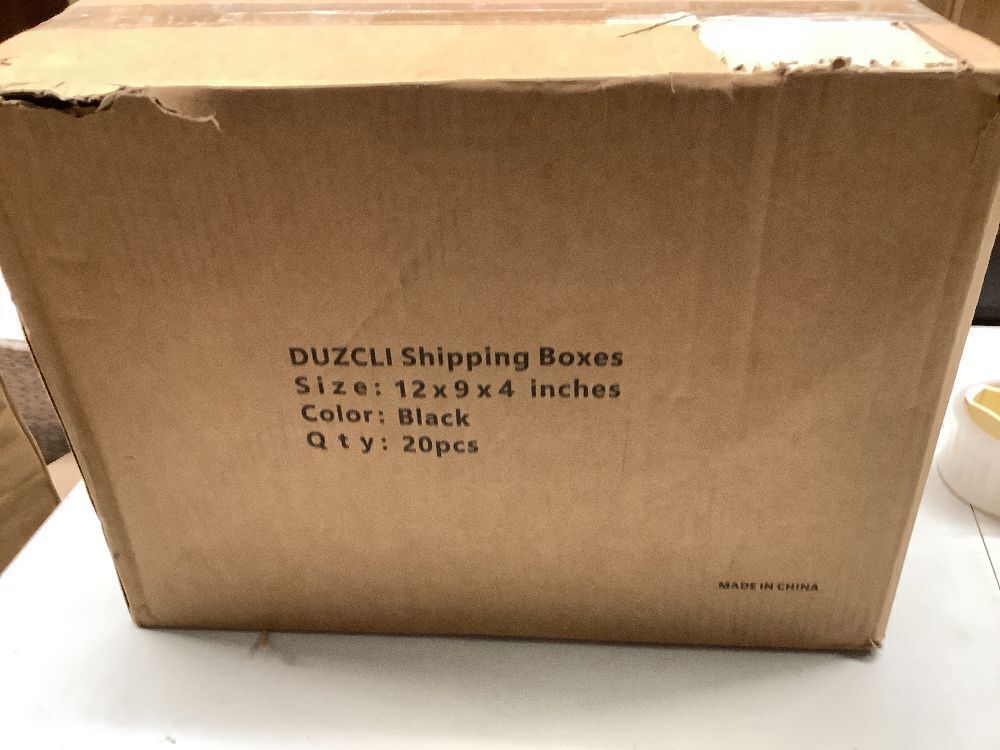 DUZCLI Shipping Boxes
Size: 12x9x4 inches
Color: Black
Qty: 20pcs
MADE IN CHINA